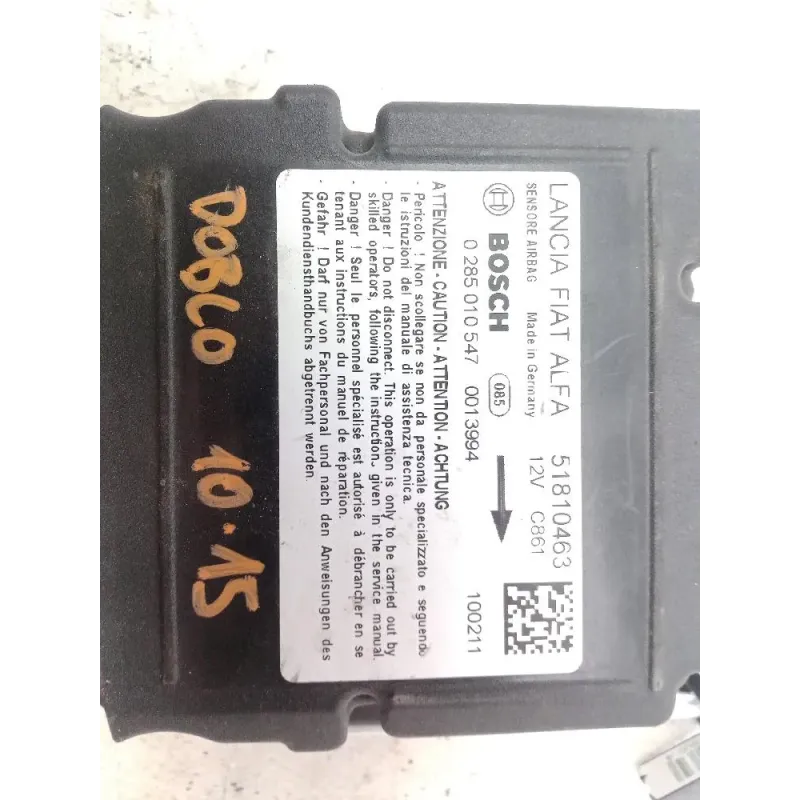 LANCIA FIAT ALFA 51810463
SENSORE AIRBAG Made in Germany 12V C861
BOSCH 085
0 285 010 547 0013994 100211
ATTENZIONE - CAUTION - ATTENTION - ACHTUNG
- Pericolo ! Non scollegare se non da personale specializzato e seguendo
le istruzioni del manuale di assistenza tecnica.
- Danger ! Do not disconnect. This operation is only to be carried out by
skilled operators, following the instruction, given in the service manual.
- Danger ! Seul le personnel spécialisé est autorisé à débrancher en se
tenant aux instructions du manuel de réparation.
- Gefahr ! Darf nur von Fachpersonal und nach den Anweisungen des
Kundendiensthandbuchs abgetrennt werden.
DOBLO 10-15